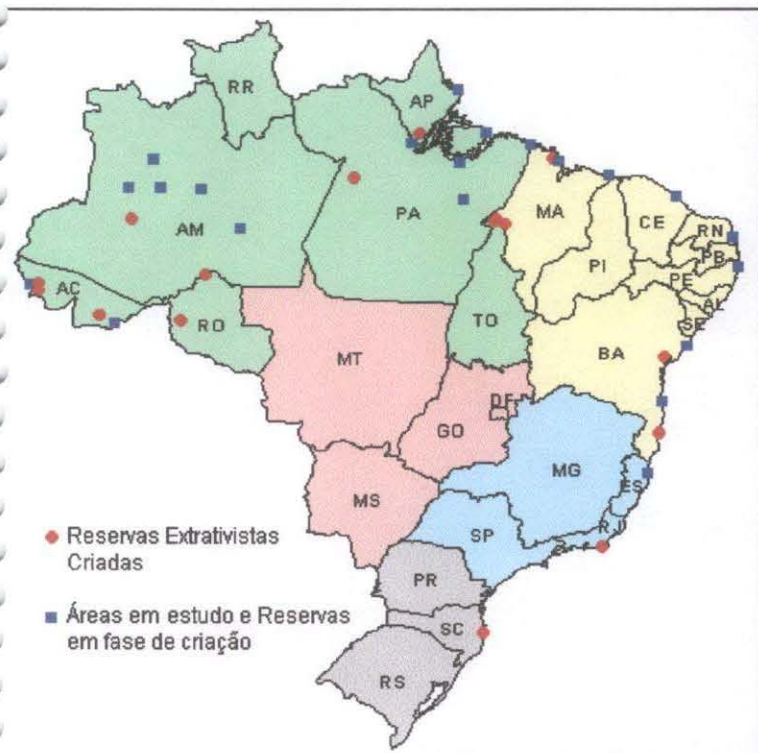 RR
AP
AM
PA
MA
CE
RN
PB
PE
AL
SE
PI
AC
RO
TO
BA
MT
DF
GO
MG
ES
MS
SP
RJ
PR
SC
RS
Reservas Extrativistas
Criadas
Áreas em estudo e Reservas
em fase de criação